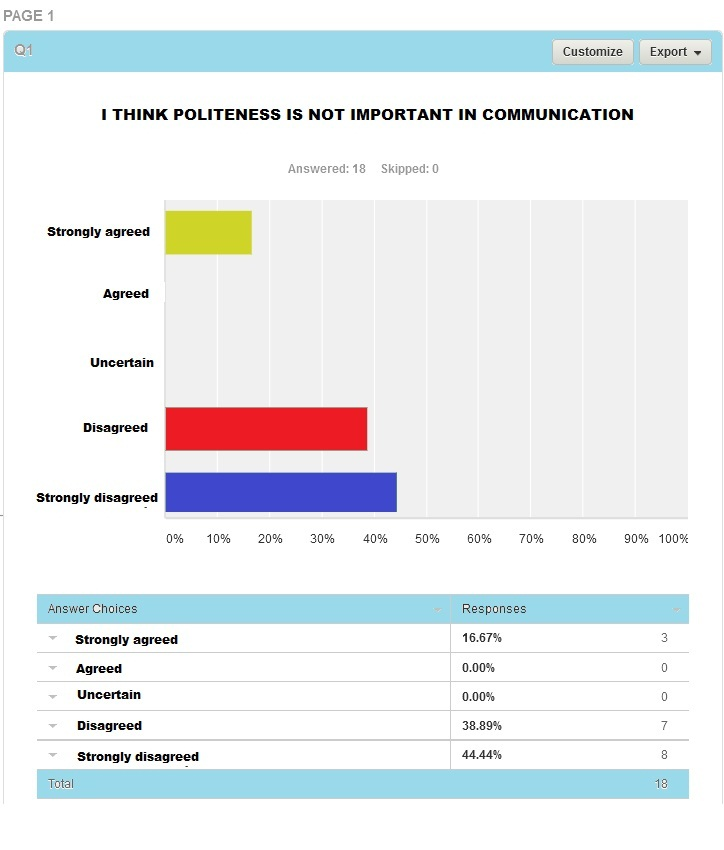 PAGE 1
Q1 Customize Export
I THINK POLITENESS IS NOT IMPORTANT IN COMMUNICATION
Answered: 18 Skipped: 0
Strongly agreed
Agreed
Uncertain
Disagreed
Strongly disagreed
0% 10% 20% 30% 40% 50% 60% 70% 80% 90% 100%
Answer Choices Responses
Strongly agreed 16.67% 3
Agreed 0.00% 0
Uncertain 0.00% 0
Disagreed 38.89% 7
Strongly disagreed 44.44% 8
Total 18